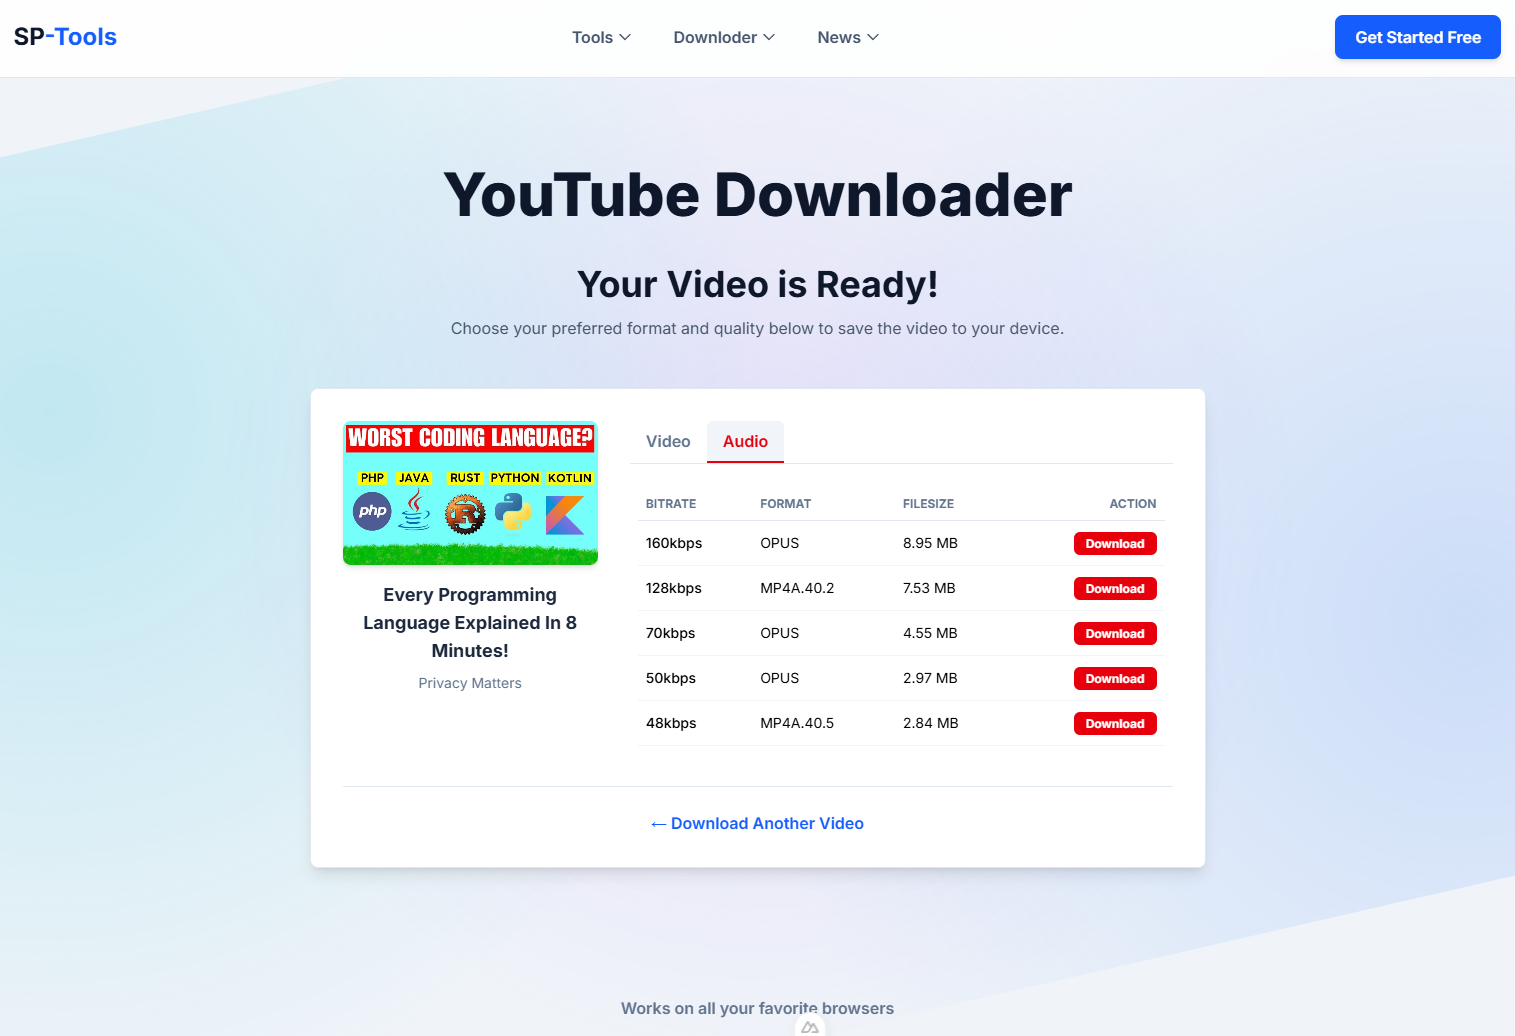 SP-Tools
Tools
Downloder
News
Get Started Free
YouTube Downloader
Your Video is Ready!
Choose your preferred format and quality below to save the video to your device.
WORST CODING LANGUAGE?
PHP JAVA RUST PYTHON KOTLIN
php
R
Every Programming
Language Explained In 8
Minutes!
Privacy Matters
Video Audio
BITRATE FORMAT FILESIZE ACTION
160kbps OPUS 8.95 MB Download
128kbps MP4A.40.2 7.53 MB Download
70kbps OPUS 4.55 MB Download
50kbps OPUS 2.97 MB Download
48kbps MP4A.40.5 2.84 MB Download
← Download Another Video
Works on all your favorite browsers